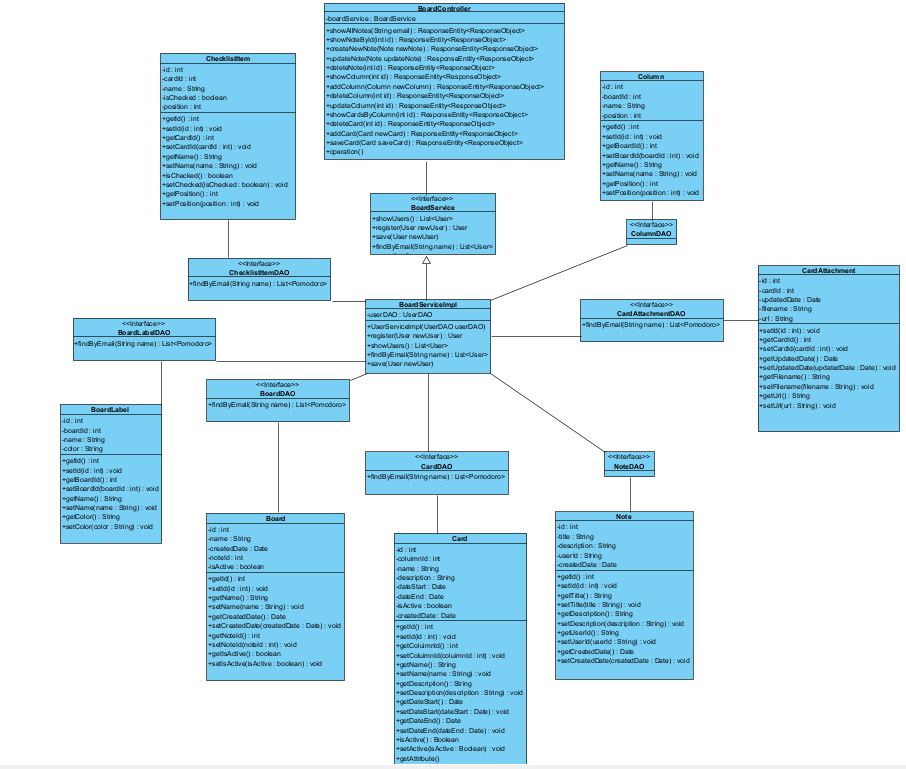 BoardController
-boardService : BoardService
+showAllNotes(String email) : ResponseEntity<ResponseObject>
+showNoteById(int id) : ResponseEntity<ResponseObject>
+createNewNote(Note newNote) : ResponseEntity<ResponseObject>
+updateNote(Note updateNote) : ResponseEntity<ResponseObject>
+deleteNote(int id) : ResponseEntity<ResponseObject>
+showColumn(int id) : ResponseEntity<ResponseObject>
+addColumn(Column newColumn) : ResponseEntity<ResponseObject>
+deleteColumn(int id) : ResponseEntity<ResponseObject>
+updateColumn(int id) : ResponseEntity<ResponseObject>
+showCardsByColumn(int id) : ResponseEntity<ResponseObject>
+deleteCard(int id) : ResponseEntity<ResponseObject>
+addCard(Card newCard) : ResponseEntity<ResponseObject>
+saveCard(Card saveCard) : ResponseEntity<ResponseObject>
+operation()
ChecklistItem
-id : int
-cardId : int
-name : String
-isChecked : boolean
-position : int
+getId() : int
+setId(id : int) : void
+getCardId() : int
+setCardId(cardId : int) : void
+getName() : String
+setName(name : String) : void
+isChecked() : boolean
+setChecked(isChecked : boolean) : void
+getPosition() : int
+setPosition(position : int) : void
Column
-id : int
-boardId : int
-name : String
-position : int
+getId() : int
+setId(id : int) : void
+getBoardId() : int
+setBoardId(boardId : int) : void
+getName() : String
+setName(name : String) : void
+getPosition() : int
+setPosition(position : int) : void
<<Interface>>
BoardService
+showUsers() : List<User>
+register(User newUser) : User
+save(User newUser)
+findByEmail(String name) : List<User>
<<Interface>>
ColumnDAO
<<Interface>>
ChecklistItemDAO
+findByEmail(String name) : List<Pomodoro>
CardAttachment
-id : int
-cardId : int
-updatedDate : Date
-filename : String
-url : String
+setId(id : int) : void
+getCardId() : int
+setCardId(cardId : int) : void
+getUpdatedDate() : Date
+setUpdatedDate(updatedDate : Date) : void
+getFilename() : String
+setFilename(filename : String) : void
+getUrl() : String
+setUrl(url : String) : void
BoardServiceImpl
-userDAO : UserDAO
+UserServiceImpl(UserDAO userDAO)
+register(User newUser) : User
+showUsers() : List<User>
+findByEmail(String name) : List<User>
+save(User newUser)
<<Interface>>
CardAttachmentDAO
+findByEmail(String name) : List<Pomodoro>
<<Interface>>
BoardLabelDAO
+findByEmail(String name) : List<Pomodoro>
<<Interface>>
BoardDAO
+findByEmail(String name) : List<Pomodoro>
BoardLabel
-id : int
-boardId : int
-name : String
-color : String
+getId() : int
+setId(id : int) : void
+getBoardId() : int
+setBoardId(boardId : int) : void
+getName() : String
+setName(name : String) : void
+getColor() : String
+setColor(color : String) : void
<<Interface>>
CardDAO
+findByEmail(String name) : List<Pomodoro>
<<Interface>>
NoteDAO
Board
-id : int
-name : String
-createdDate : Date
-noteId : int
-isActive : boolean
+getId() : int
+setId(id : int) : void
+getName() : String
+setName(name : String) : void
+getCreatedDate() : Date
+setCreatedDate(createdDate : Date) : void
+getNoteId() : int
+setNoteId(noteId : int) : void
+getIsActive() : boolean
+setIsActive(isActive : boolean) : void
Note
-id : int
-title : String
-description : String
-userId : String
-createdDate : Date
+getId() : int
+setId(id : int) : void
+getTitle() : String
+setTitle(title : String) : void
+getDescription() : String
+setDescription(description : String) : void
+getUserId() : String
+setUserId(userId : String) : void
+getCreatedDate() : Date
+setCreatedDate(createdDate : Date) : void
Card
-id : int
-columnId : int
-name : String
-description : String
-dateStart : Date
-dateEnd : Date
-isActive : boolean
-createdDate : Date
+getId() : int
+setId(id : int) : void
+getColumnId() : int
+setColumnId(columnId : int) : void
+getName() : String
+setName(name : String) : void
+getDescription() : String
+setDescription(description : String) : void
+getDateStart() : Date
+setDateStart(dateStart : Date) : void
+getDateEnd() : Date
+setDateEnd(dateEnd : Date) : void
+isActive() : Boolean
+setActive(isActive : Boolean) : void
+getAttribute()